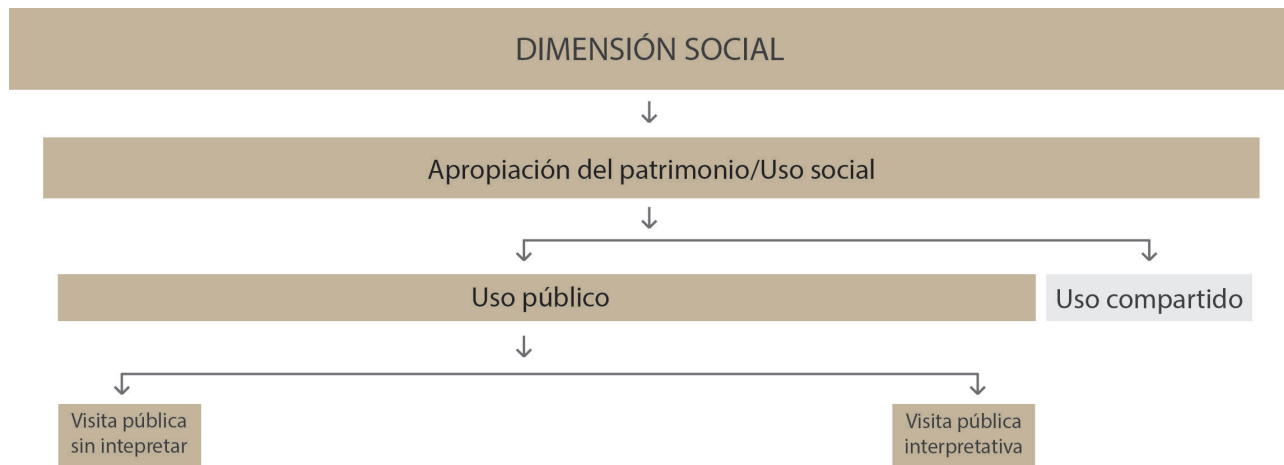 DIMENSIÓN SOCIAL
Apropiación del patrimonio/Uso social
Uso público
Uso compartido
Visita pública
sin intepretar
Visita pública
interpretativa